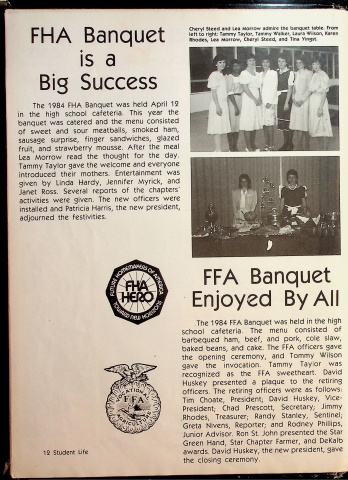 FHA Banquet
is a
Big Success
The 1984 FHA Banquet was held April 12
in the high school cafeteria. This year the
banquet was catered and the menu consisted
of sweet and sour meatballs, smoked ham,
sausage surprise, finger sandwiches, glazed
fruit, and strawberry mousse. After the meal
Lea Morrow read the thought for the day.
Tammy Taylor gave the welcome and everyone
introduced their mothers. Entertainment was
given by Linda Hardy, Jennifer Myrick, and
Janet Ross. Several reports of the chapters'
activities were given. The new officers were
installed and Patricia Harris, the new president,
adjourned the festivities.
Cheryl Steed and Lea Morrow admire the banquet table. From
left to right: Tammy Taylor, Tammy Walker, Laura Wilson, Karen
Rhodes, Lea Morrow, Cheryl Steed, and Tina Yingst.
FUTURE HOMEMAKERS OF AMERICA
FHA
HERO
TOWARD NEW HORIZONS
FFA
FFA Banquet
Enjoyed By All
The 1984 FFA Banquet was held in the high
school cafeteria. The menu consisted of
barbequed ham, beef, and pork, cole slaw,
baked beans, and cake. The FFA officers gave
the opening ceremony, and Tommy Wilson
gave the invocation. Tammy Taylor was
recognized as the FFA sweetheart. David
Huskey presented a plaque to the retiring
officers. The retiring officers were as follows:
Tim Choate, President; David Huskey, Vice-
President; Chad Prescott, Secretary; Jimmy
Rhodes, Treasurer; Randy Stanley, Sentinel;
Greta Nivens, Reporter; and Rodney Phillips,
Junior Advisor. Ron St. John presented the Star
Green Hand, Star Chapter Farmer, and DeKalb
awards. David Huskey, the new president, gave
the closing ceremony.
12 Student Life